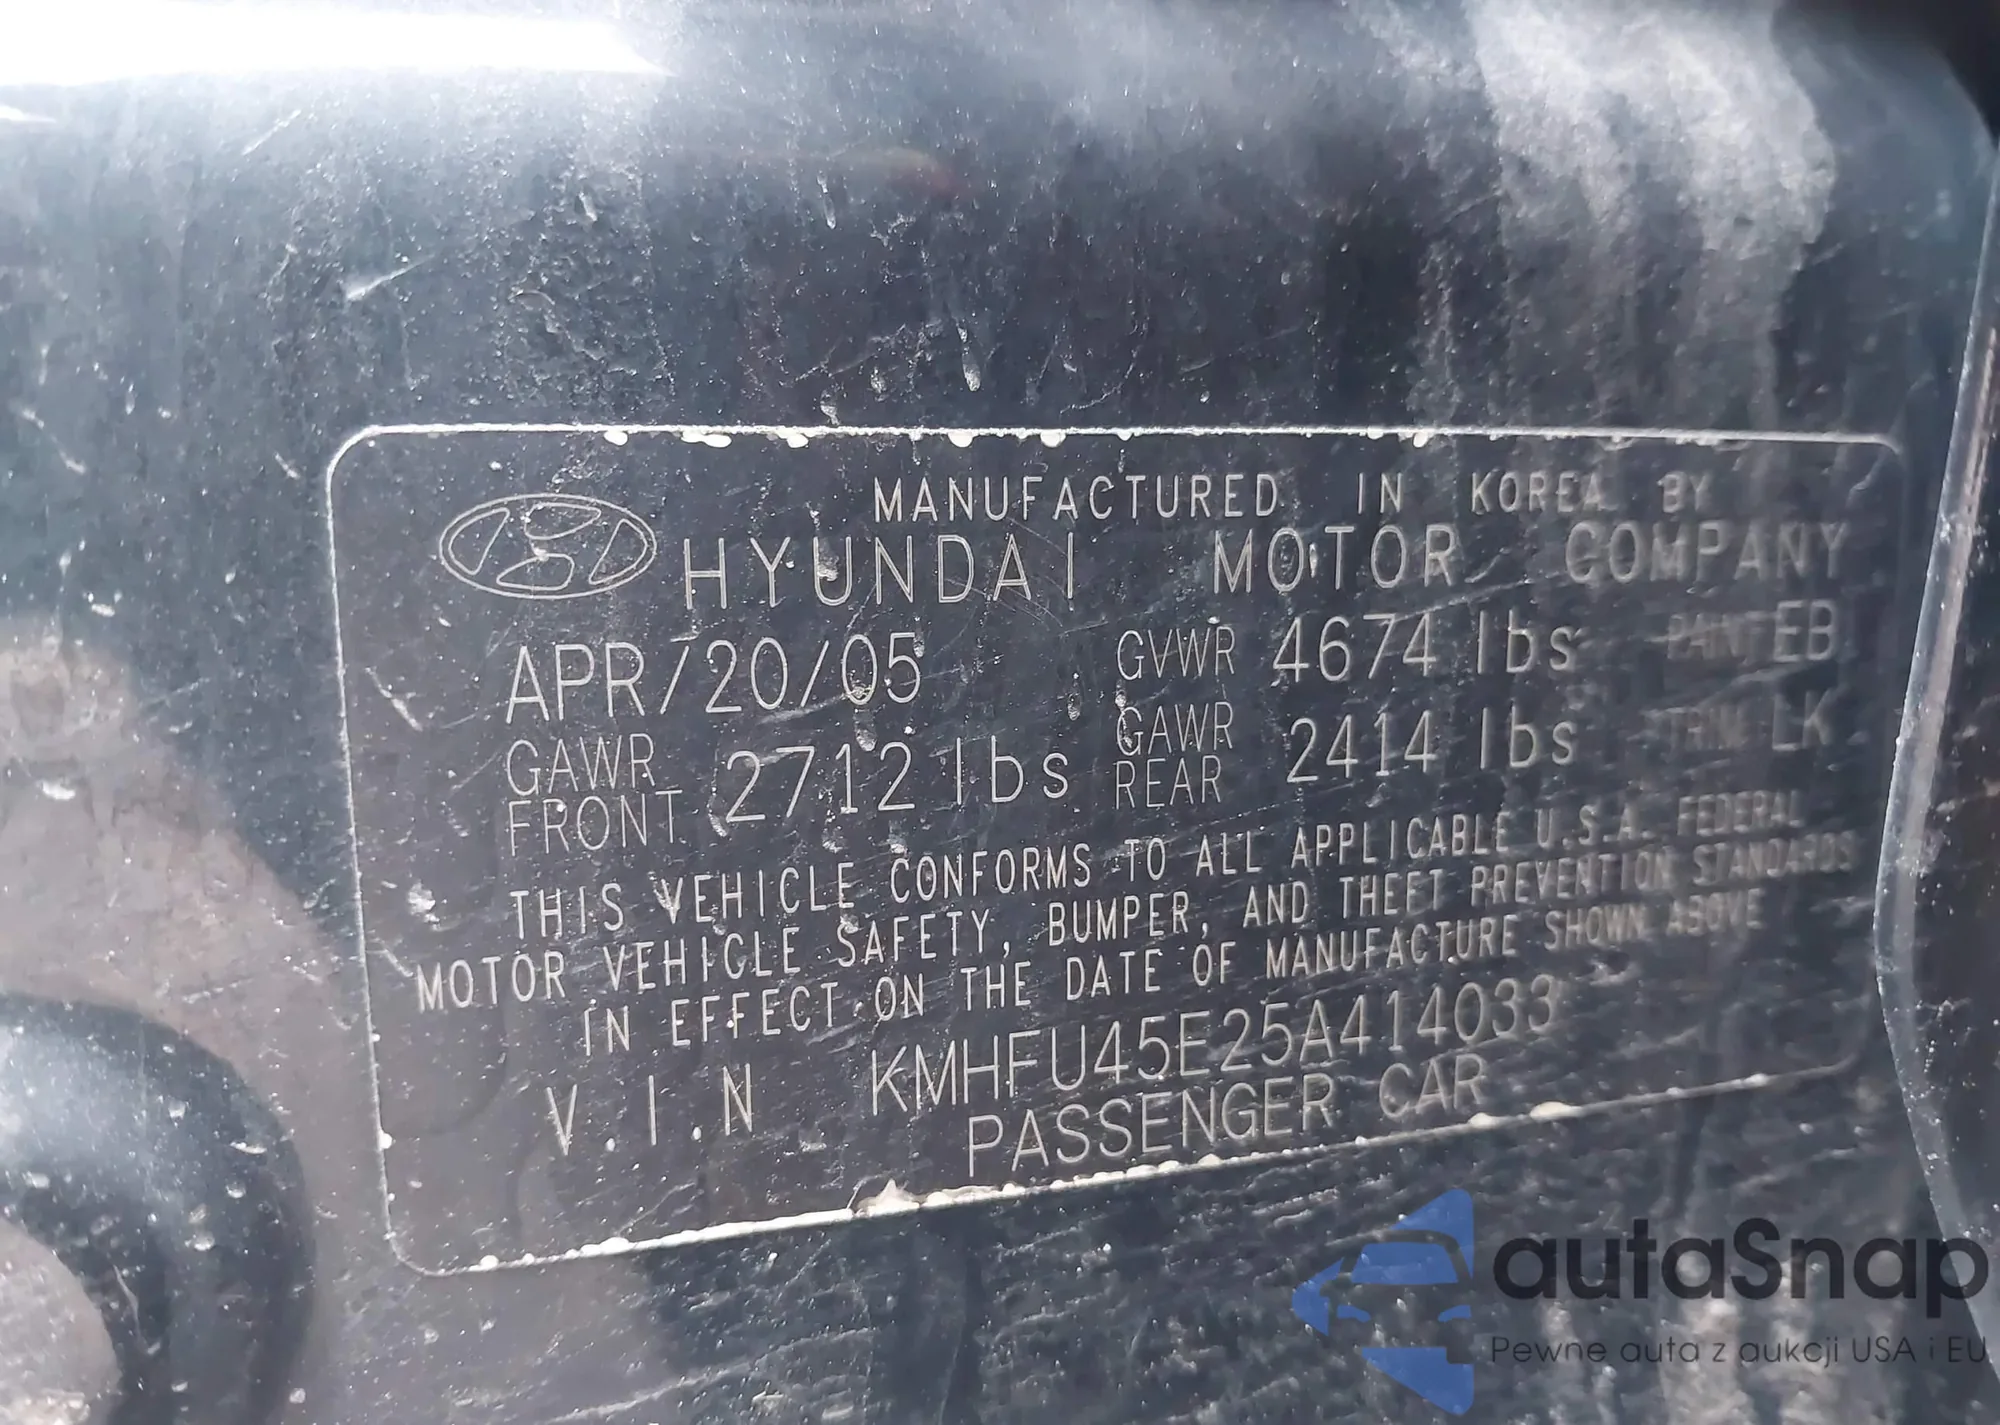 MANUFACTURED IN KOREA BY
HYUNDAI MOTOR COMPANY
APR/20/05 GVWR 4674 lbs PAINT EB
GAWR FRONT 2712 lbs GAWR REAR 2414 lbs TRIM LK
THIS VEHICLE CONFORMS TO ALL APPLICABLE U.S.A. FEDERAL
MOTOR VEHICLE SAFETY, BUMPER, AND THEFT PREVENTION STANDARDS
IN EFFECT ON THE DATE OF MANUFACTURE SHOWN ABOVE
V.I.N KMHFU45E25A414033
PASSENGER CAR
autaSnap
Pewne auta z aukcji USA i EU